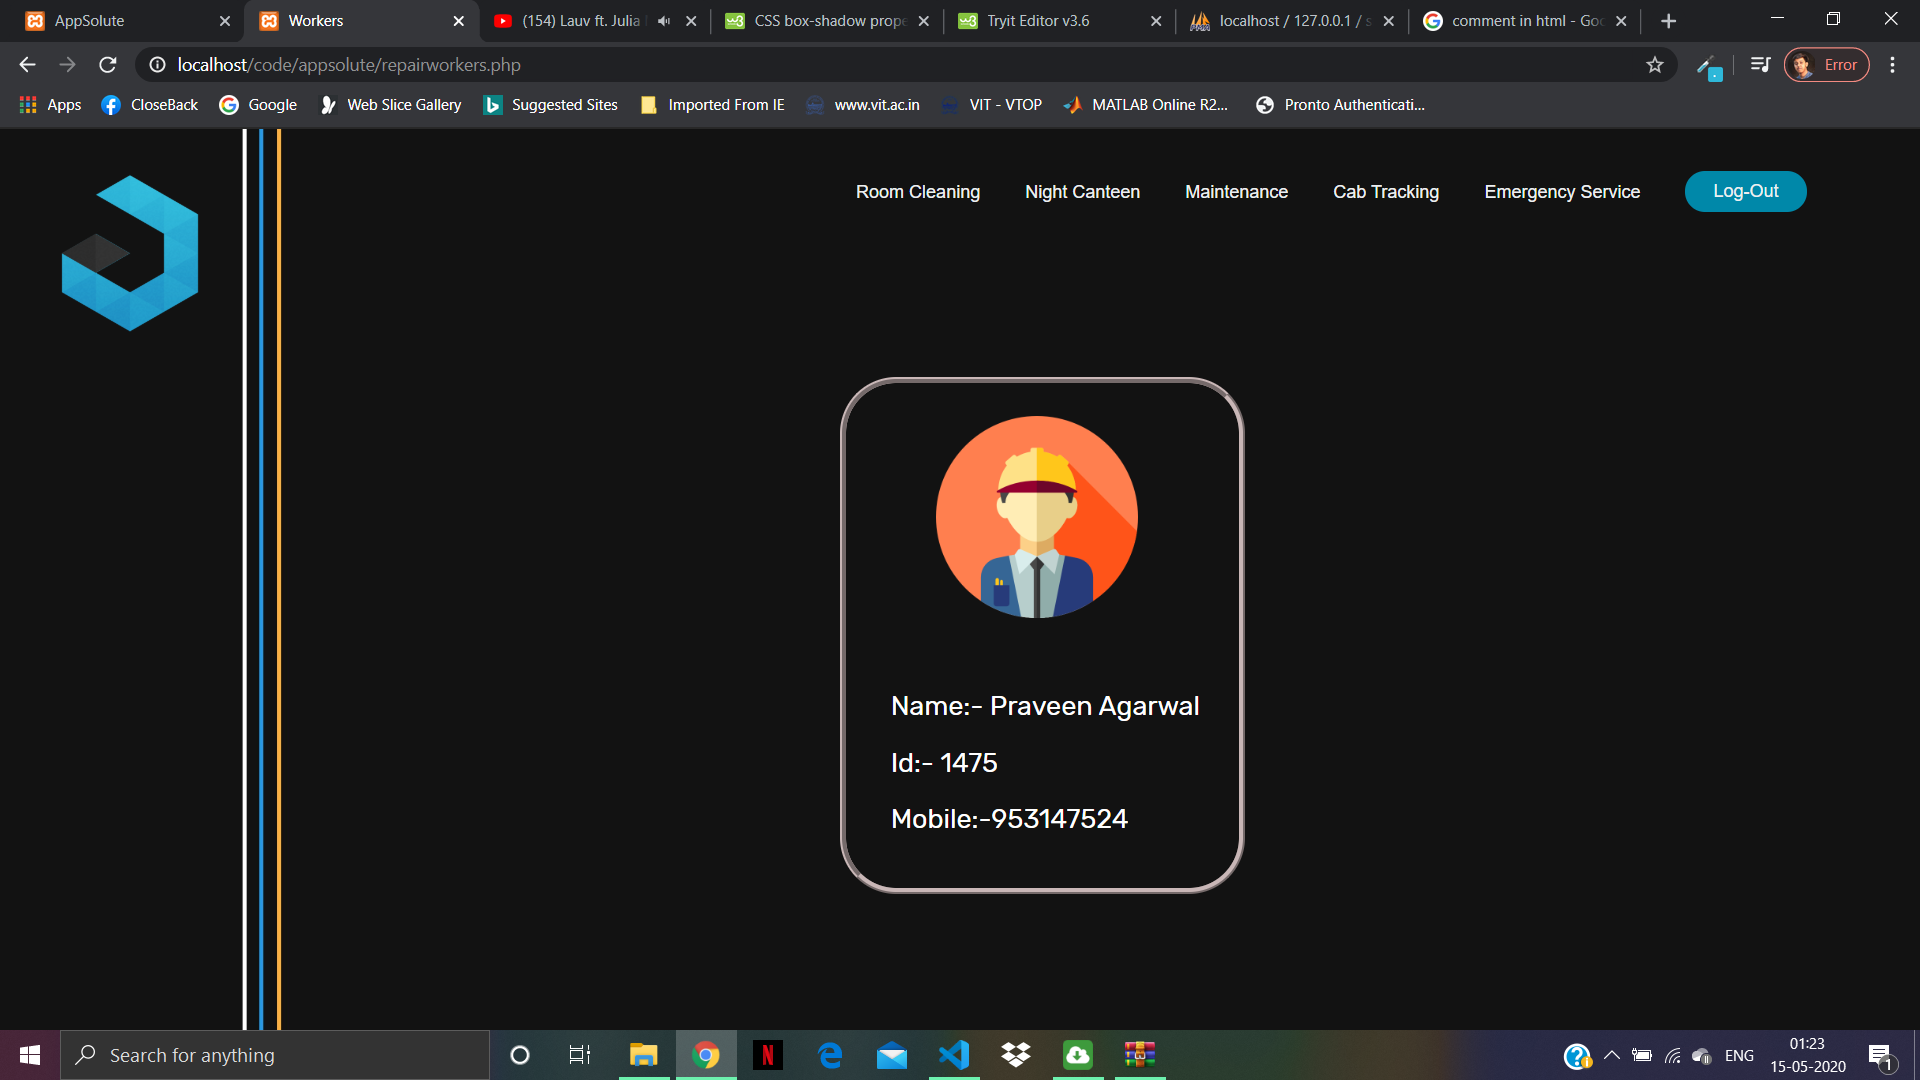 AppSolute
Workers
(154) Lauv ft. Julia
CSS box-shadow prope
Tryit Editor v3.6
localhost / 127.0.0.1 / s
comment in html - Goo
localhost/code/appsolute/repairworkers.php
Error
Apps
CloseBack
Google
Web Slice Gallery
Suggested Sites
Imported From IE
www.vit.ac.in
VIT - VTOP
MATLAB Online R2...
Pronto Authenticati...
Room Cleaning
Night Canteen
Maintenance
Cab Tracking
Emergency Service
Log-Out
Name:- Praveen Agarwal
Id:- 1475
Mobile:-953147524
Search for anything
ENG
01:23
15-05-2020
1